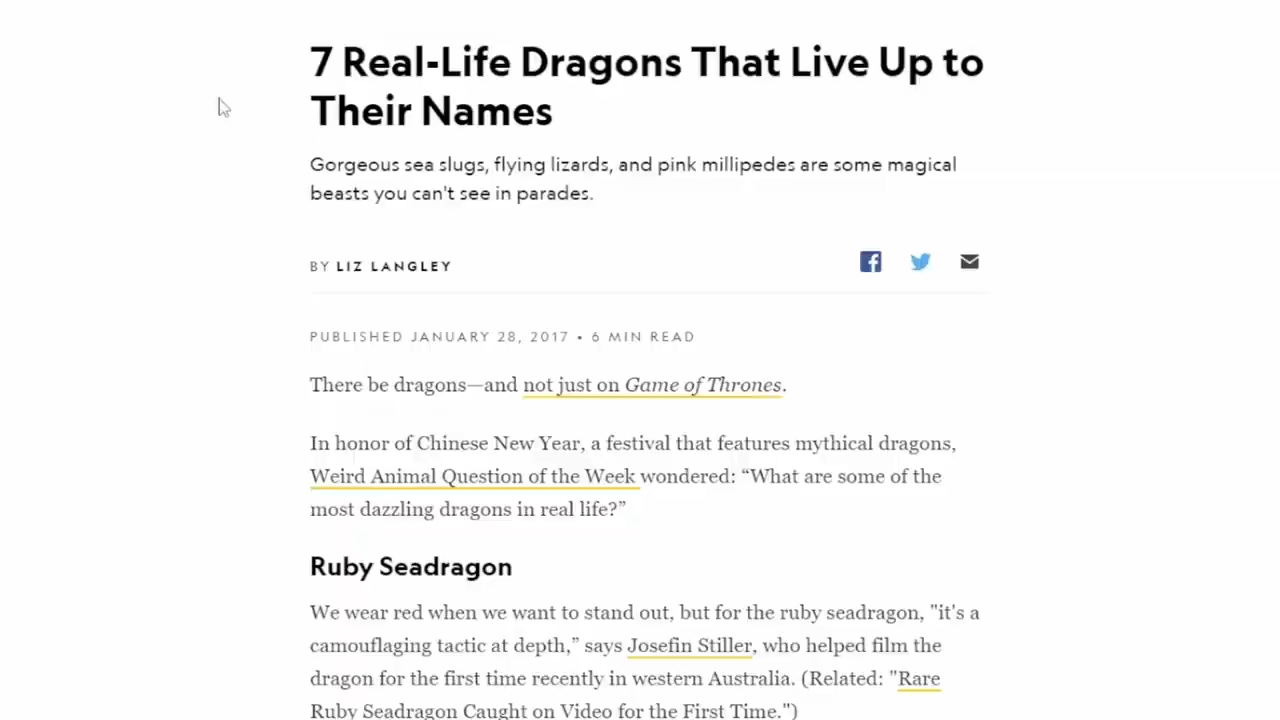 7 Real-Life Dragons That Live Up to
Their Names
Gorgeous sea slugs, flying lizards, and pink millipedes are some magical
beasts you can't see in parades.
BY LIZ LANGLEY
PUBLISHED JANUARY 28, 2017 • 6 MIN READ
There be dragons—and not just on Game of Thrones.
In honor of Chinese New Year, a festival that features mythical dragons,
Weird Animal Question of the Week wondered: “What are some of the
most dazzling dragons in real life?”
Ruby Seadragon
We wear red when we want to stand out, but for the ruby seadragon, "it's a
camouflaging tactic at depth,” says Josefin Stiller, who helped film the
dragon for the first time recently in western Australia. (Related: "Rare
Ruby Seadragon Caught on Video for the First Time.")